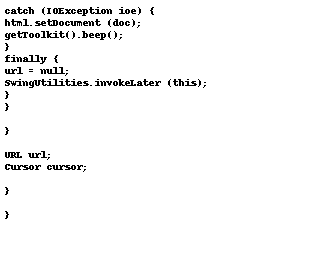 catch (IOException ioe) {
html.setDocument (doc);
getToolkit().beep();
}
finally {
url = null;
SwingUtilities.invokeLater (this);
}
}
}
URL url;
Cursor cursor;
}
}